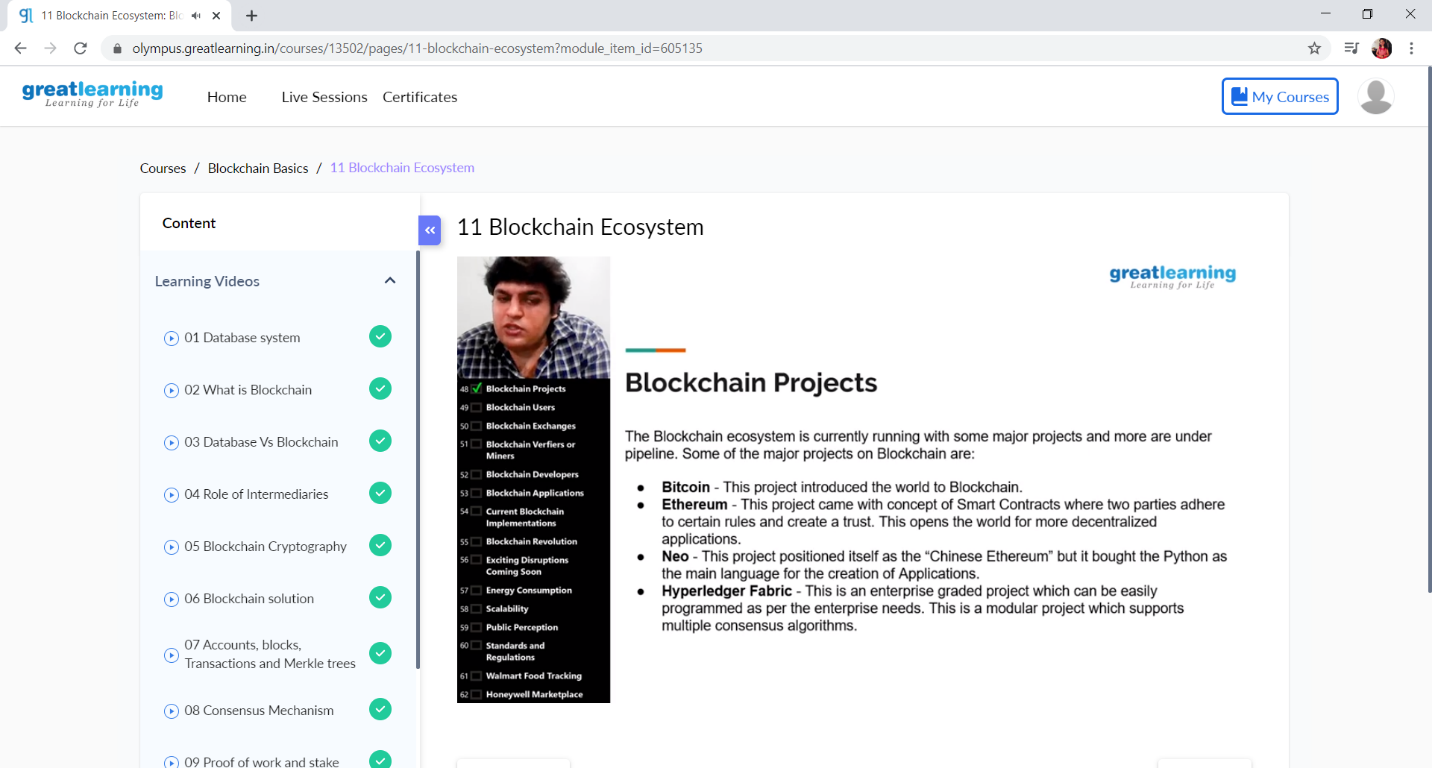 11 Blockchain Ecosystem: Blo
olympus.greatlearning.in/courses/13502/pages/11-blockchain-ecosystem?module_item_id=605135
greatlearning
Learning for Life
Home
Live Sessions
Certificates
My Courses
Courses / Blockchain Basics / 11 Blockchain Ecosystem
Content
Learning Videos
01 Database system
02 What is Blockchain
03 Database Vs Blockchain
04 Role of Intermediaries
05 Blockchain Cryptography
06 Blockchain solution
07 Accounts, blocks,
Transactions and Merkle trees
08 Consensus Mechanism
09 Proof of work and stake
11 Blockchain Ecosystem
48 Blockchain Projects
49 Blockchain Users
50 Blockchain Exchanges
51 Blockchain Verfiers or
Miners
52 Blockchain Developers
53 Blockchain Applications
54 Current Blockchain
Implementations
55 Blockchain Revolution
56 Exciting Disruptions
Coming Soon
57 Energy Consumption
58 Scalability
59 Public Perception
60 Standards and
Regulations
61 Walmart Food Tracking
62 Honeywell Marketplace
greatlearning
Learning for Life
Blockchain Projects
The Blockchain ecosystem is currently running with some major projects and more are under
pipeline. Some of the major projects on Blockchain are:
● Bitcoin - This project introduced the world to Blockchain.
● Ethereum - This project came with concept of Smart Contracts where two parties adhere
to certain rules and create a trust. This opens the world for more decentralized
applications.
● Neo - This project positioned itself as the “Chinese Ethereum” but it bought the Python as
the main language for the creation of Applications.
● Hyperledger Fabric - This is an enterprise graded project which can be easily
programmed as per the enterprise needs. This is a modular project which supports
multiple consensus algorithms.